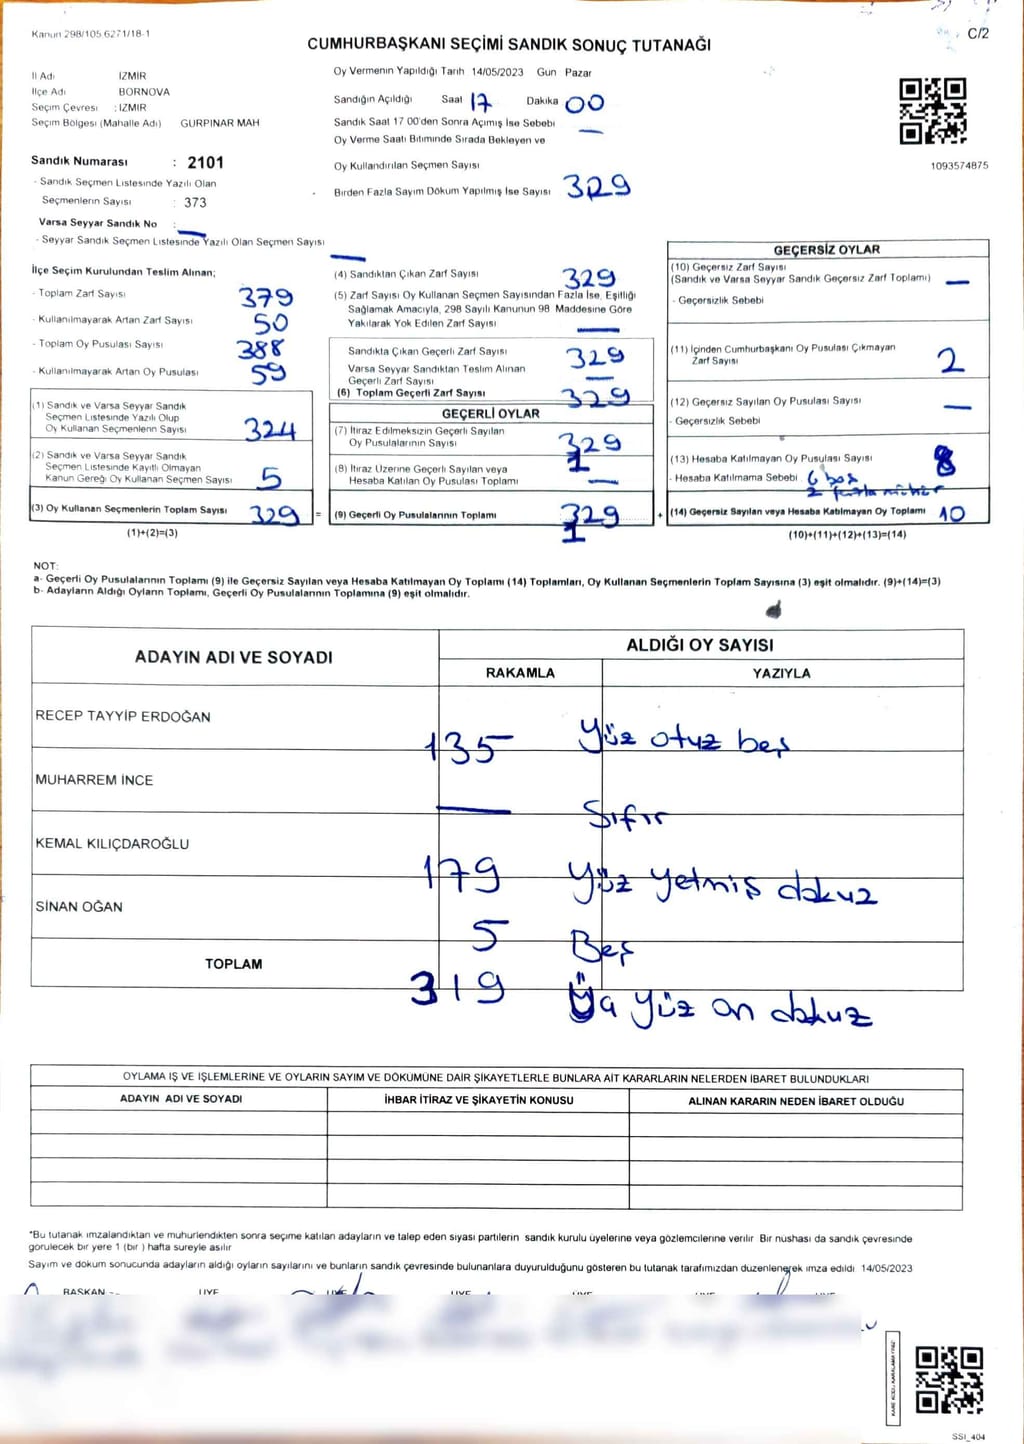 Kanun 298/105 6271/18-1
C/2
CUMHURBAŞKANI SEÇİMİ SANDIK SONUÇ TUTANAĞI
İl Adı İZMİR
İlçe Adı BORNOVA
Seçim Çevresi : İZMİR
Seçim Bölgesi (Mahalle Adı) GÜRPINAR MAH
Sandık Numarası : 2101
- Sandık Seçmen Listesinde Yazılı Olan
Seçmenlerin Sayısı : 373
Varsa Seyyar Sandık No : —
- Seyyar Sandık Seçmen Listesinde Yazılı Olan Seçmen Sayısı —
Oy Vermenin Yapıldığı Tarih 14/05/2023 Gün Pazar
Sandığın Açıldığı Saat 17 Dakika 00
Sandık Saat 17 00'den Sonra Açımış İse Sebebi —
Oy Verme Saati Bitiminde Sırada Bekleyen ve
Oy Kullandırılan Seçmen Sayısı
Birden Fazla Sayım Döküm Yapılmış İse Sayısı 329
1093574875
İlçe Seçim Kurulundan Teslim Alınan;
- Toplam Zarf Sayısı 379
- Kullanılmayarak Artan Zarf Sayısı 50
- Toplam Oy Pusulası Sayısı 388
- Kullanılmayarak Artan Oy Pusulası 59
(1) Sandık ve Varsa Seyyar Sandık
Seçmen Listesinde Yazılı Olup
Oy Kullanan Seçmenlerin Sayısı 324
(2) Sandık ve Varsa Seyyar Sandık
Seçmen Listesinde Kayıtlı Olmayan
Kanun Gereği Oy Kullanan Seçmen Sayısı 5
(3) Oy Kullanan Seçmenlerin Toplam Sayısı 329 =
(1)+(2)=(3)
(4) Sandıktan Çıkan Zarf Sayısı 329
(5) Zarf Sayısı Oy Kullanan Seçmen Sayısından Fazla İse, Eşitliği
Sağlamak Amacıyla, 298 Sayılı Kanunun 98 Maddesine Göre
Yakılarak Yok Edilen Zarf Sayısı —
Sandıkta Çıkan Geçerli Zarf Sayısı 329
Varsa Seyyar Sandıktan Teslim Alınan
Geçerli Zarf Sayısı —
(6) Toplam Geçerli Zarf Sayısı 329
GEÇERLİ OYLAR
(7) İtiraz Edilmeksizin Geçerli Sayılan
Oy Pusulalarının Sayısı 329
1
(8) İtiraz Üzerine Geçerli Sayılan veya
Hesaba Katılan Oy Pusulası Toplamı —
(9) Geçerli Oy Pusulalarının Toplamı 329 +
1
GEÇERSİZ OYLAR
(10) Geçersiz Zarf Sayısı
(Sandık ve Varsa Seyyar Sandık Geçersiz Zarf Toplamı) —
- Geçersizlik Sebebi
(11) İçinden Cumhurbaşkanı Oy Pusulası Çıkmayan
Zarf Sayısı 2
(12) Geçersiz Sayılan Oy Pusulası Sayısı —
- Geçersizlik Sebebi
(13) Hesaba Katılmayan Oy Pusulası Sayısı 8
- Hesaba Katılmama Sebebi 6 boş
2 fazla mühür
(14) Geçersiz Sayılan veya Hesaba Katılmayan Oy Toplamı 10
(10)+(11)+(12)+(13)=(14)
NOT:
a- Geçerli Oy Pusulalarının Toplamı (9) ile Geçersiz Sayılan veya Hesaba Katılmayan Oy Toplamı (14) Toplamları, Oy Kullanan Seçmenlerin Toplam Sayısına (3) eşit olmalıdır. (9)+(14)=(3)
b- Adayların Aldığı Oyların Toplamı, Geçerli Oy Pusulalarının Toplamına (9) eşit olmalıdır.
ADAYIN ADI VE SOYADI ALDIĞI OY SAYISI
RAKAMLA YAZIYLA
RECEP TAYYİP ERDOĞAN 135 Yüz otuz beş
MUHARREM İNCE — Sıfır
KEMAL KILIÇDAROĞLU 179 Yüz yetmiş dokuz
SİNAN OĞAN 5 Beş
TOPLAM 319 Üç Yüz on dokuz
OYLAMA İŞ VE İŞLEMLERİNE VE OYLARIN SAYIM VE DÖKÜMÜNE DAİR ŞİKAYETLERLE BUNLARA AİT KARARLARIN NELERDEN İBARET BULUNDUKLARI
ADAYIN ADI VE SOYADI İHBAR İTİRAZ VE ŞİKAYETİN KONUSU ALINAN KARARIN NEDEN İBARET OLDUĞU
*Bu tutanak imzalandıktan ve mühürlendikten sonra seçime katılan adayların ve talep eden siyasi partilerin sandık kurulu üyelerine veya gözlemcilerine verilir Bir nüshası da sandık çevresinde
görülecek bir yere 1 (bir ) hafta süreyle asılır
Sayım ve döküm sonucunda adayların aldığı oyların sayılarını ve bunların sandık çevresinde bulunanlara duyurulduğunu gösteren bu tutanak tarafımızdan düzenlenerek imza edildi 14/05/2023
BAŞKAN ÜYE ÜYE ÜYE ÜYE ÜYE
SSI_404